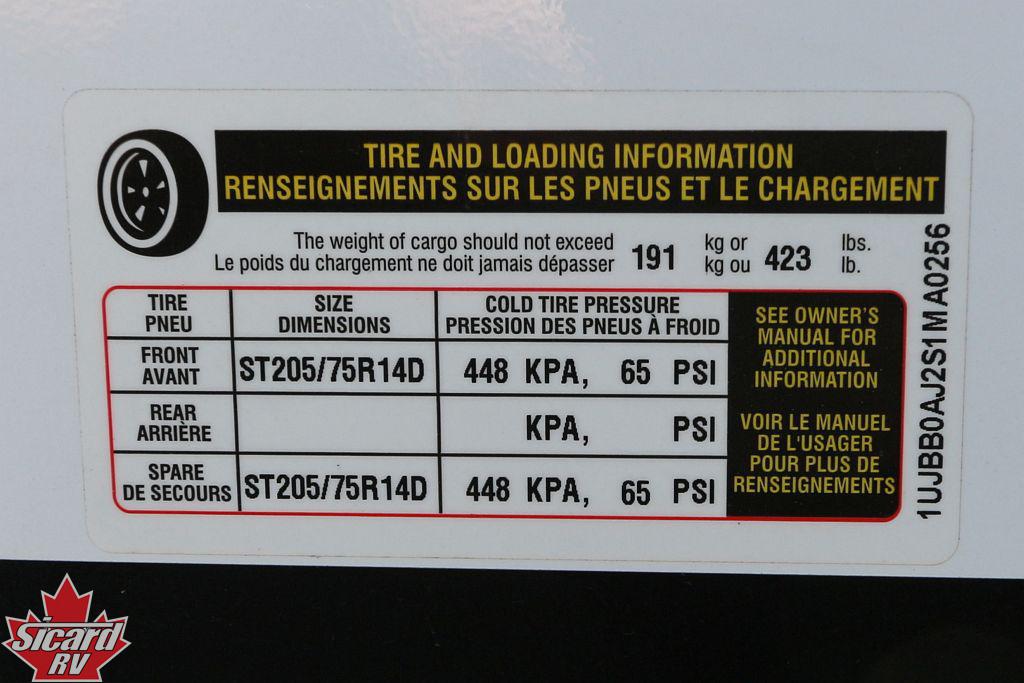 TIRE AND LOADING INFORMATION
RENSEIGNEMENTS SUR LES PNEUS ET LE CHARGEMENT
The weight of cargo should not exceed 191 kg or 423 lbs.
Le poids du chargement ne doit jamais dépasser kg ou lb.
TIRE
PNEU
SIZE
DIMENSIONS
COLD TIRE PRESSURE
PRESSION DES PNEUS À FROID
FRONT
AVANT
ST205/75R14D
448 KPA, 65 PSI
REAR
ARRIÈRE
KPA, PSI
SPARE
DE SECOURS
ST205/75R14D
448 KPA, 65 PSI
SEE OWNER'S
MANUAL FOR
ADDITIONAL
INFORMATION
VOIR LE MANUEL
DE L'USAGER
POUR PLUS DE
RENSEIGNEMENTS
1UJBB0AJ2S1MA0256
Sicard
RV